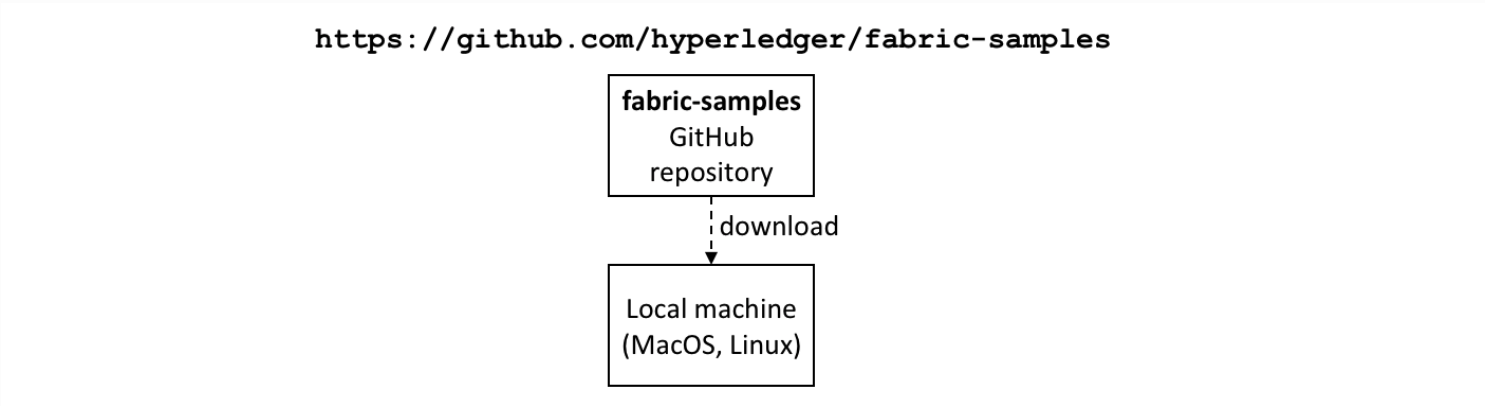 https://github.com/hyperledger/fabric-samples
fabric-samples
GitHub
repository
download
Local machine
(MacOS, Linux)